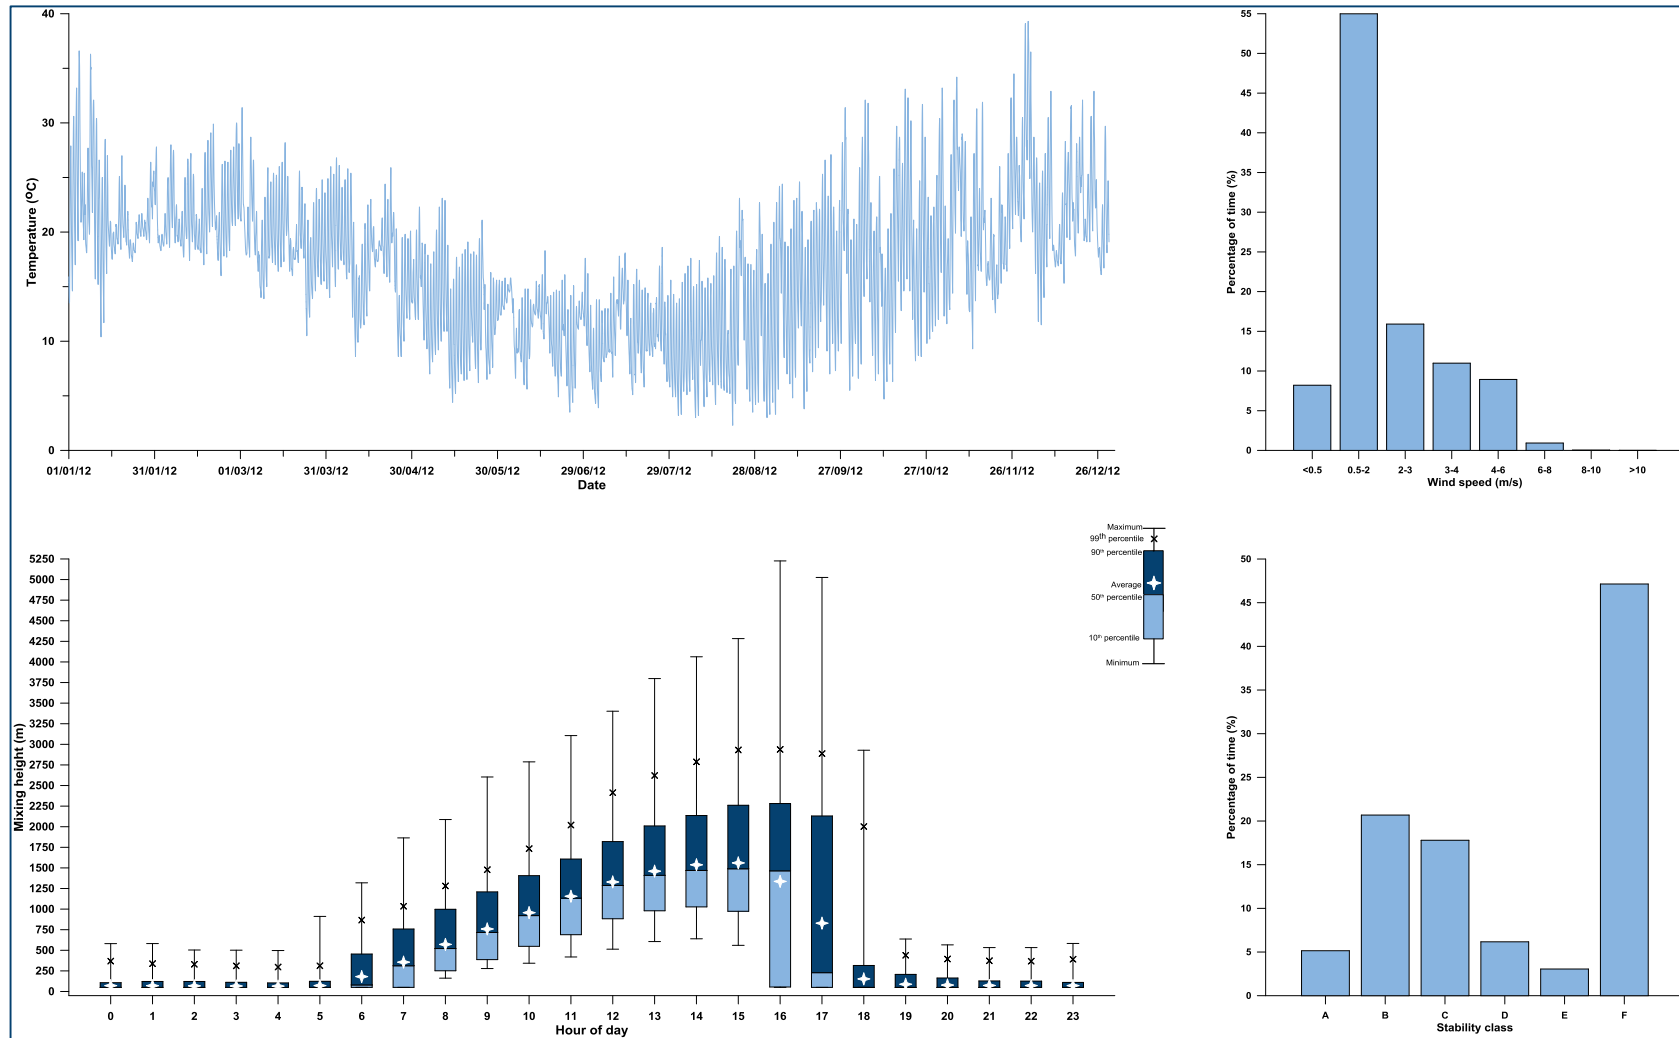 40
30
20
10
0
Temperature (ºC)
01/01/12 31/01/12 01/03/12 31/03/12 30/04/12 30/05/12 29/06/12 29/07/12 28/08/12 27/09/12 27/10/12 26/11/12 26/12/12
Date
55
50
45
40
35
30
25
20
15
10
5
0
Percentage of time (%)
<0.5 0.5-2 2-3 3-4 4-6 6-8 8-10 >10
Wind speed (m/s)
5250
5000
4750
4500
4250
4000
3750
3500
3250
3000
2750
2500
2250
2000
1750
1500
1250
1000
750
500
250
0
Mixing height (m)
0 1 2 3 4 5 6 7 8 9 10 11 12 13 14 15 16 17 18 19 20 21 22 23
Hour of day
Maximum
99th percentile
90th percentile
Average
50th percentile
10th percentile
Minimum
50
45
40
35
30
25
20
15
10
5
0
Percentage of time (%)
A B C D E F
Stability class